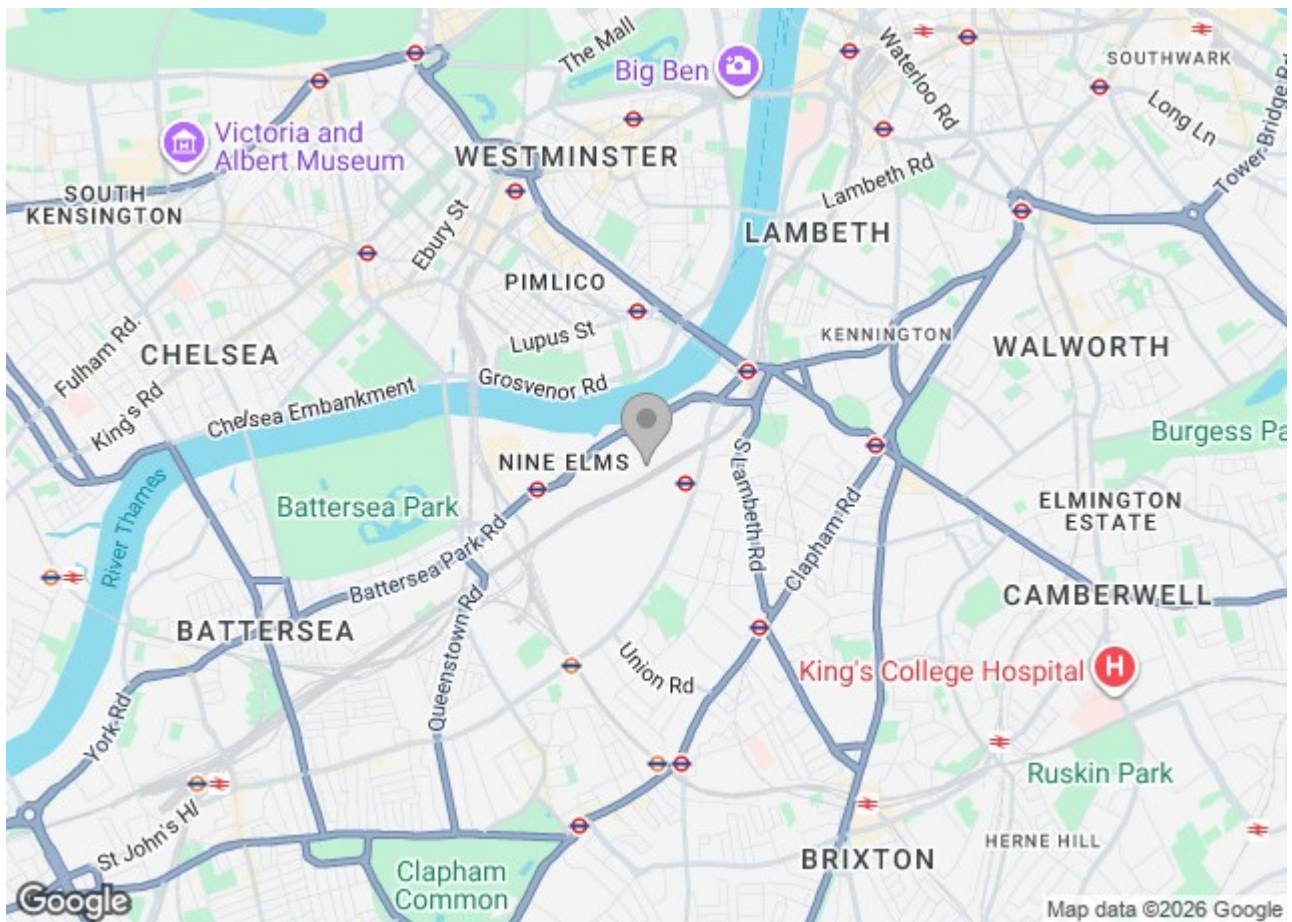 The Mall
Big Ben
Waterloo Rd
SOUTHWARK
Long Ln
Tower Bridge Rd
Victoria and
Albert Museum
WESTMINSTER
Lambeth Rd
SOUTH
KENSINGTON
Ebury St
LAMBETH
PIMLICO
Lupus St
KENNINGTON
WALWORTH
CHELSEA
Fulham Rd.
King's Rd
Chelsea Embankment
Grosvenor Rd
Burgess Pa
NINE ELMS
S Lambeth Rd
Clapham Rd
Battersea Park
ELMINGTON
ESTATE
River Thames
Battersea Park Rd
CAMBERWELL
BATTERSEA
Queenstown Rd
Union Rd
King's College Hospital
H
York Rd
Ruskin Park
St John's Hl
HERNE HILL
BRIXTON
Clapham
Common
Google
Map data ©2026 Google